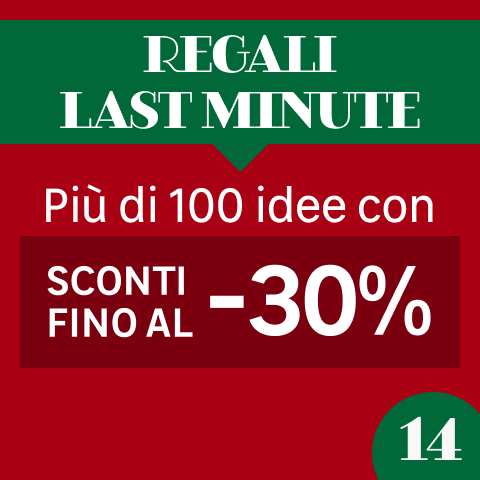 REGALI
LAST MINUTE
Più di 100 idee con
SCONTI
FINO AL
-30%
14